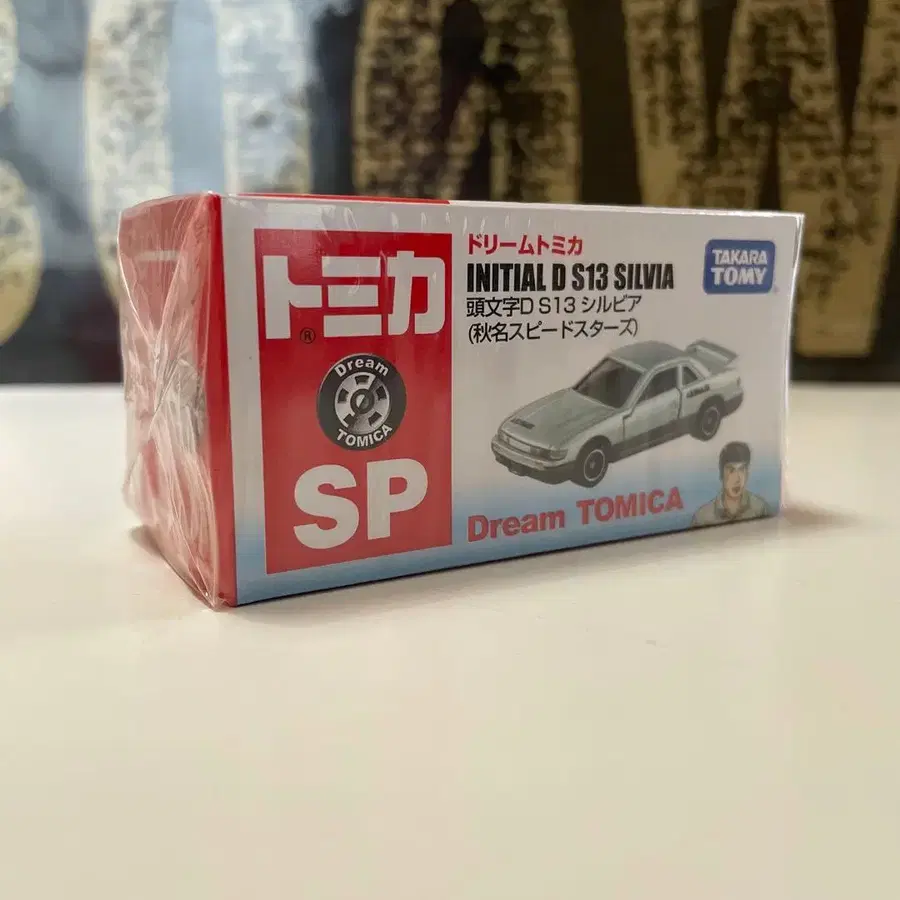 トミカ
®
Dream
TOMICA
SP
ドリームトミカ
INITIAL D S13 SILVIA
頭文字D S13 シルビア
(秋名スピードスターズ)
TAKARA
TOMY
Dream TOMICA